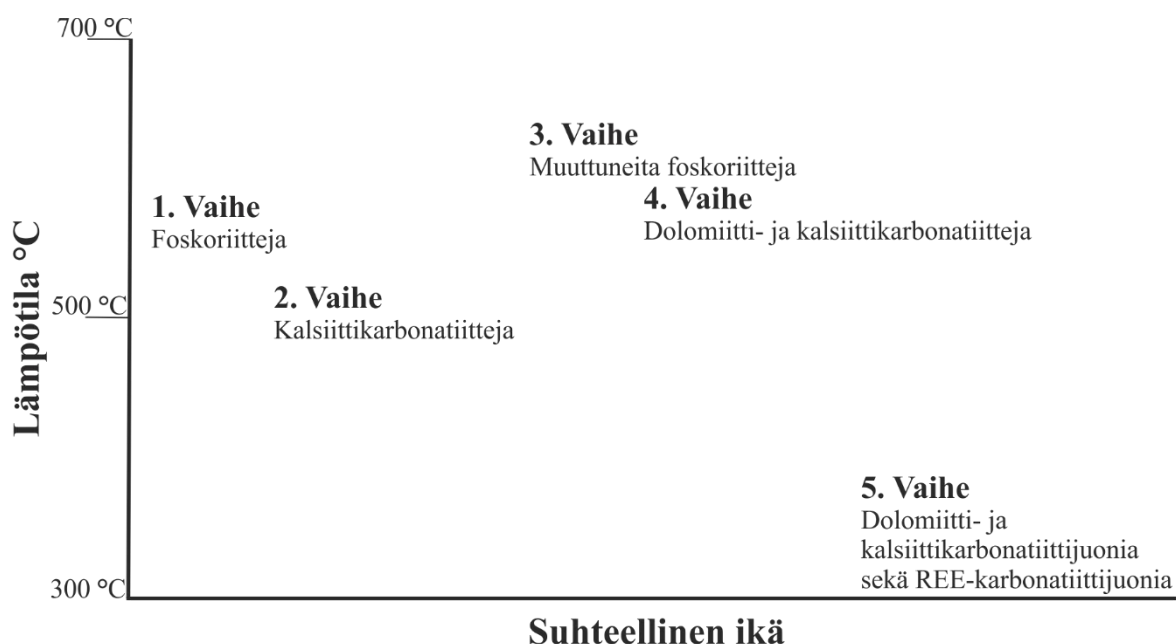 700 °C
3. Vaihe
Muuttuneita foskoriitteja
4. Vaihe
Dolomiitti- ja kalsiittikarbonatiitteja
1. Vaihe
Foskoriitteja
2. Vaihe
Kalsiittikarbonatiitteja
500 °C
Lämpötila °C
5. Vaihe
Dolomiitti- ja
kalsiittikarbonatiittijuonia
sekä REE-karbonatiittijuonia
300 °C
Suhteellinen ikä